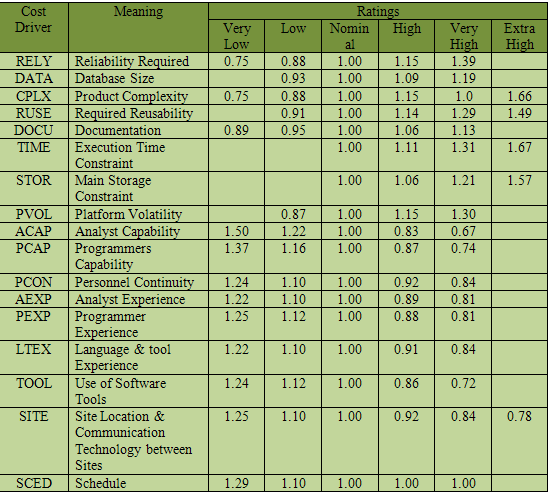 Cost Driver Meaning Ratings
Very Low Low Nomin al High Very High Extra High
RELY Reliability Required 0.75 0.88 1.00 1.15 1.39
DATA Database Size 0.93 1.00 1.09 1.19
CPLX Product Complexity 0.75 0.88 1.00 1.15 1.0 1.66
RUSE Required Reusability 0.91 1.00 1.14 1.29 1.49
DOCU Documentation 0.89 0.95 1.00 1.06 1.13
TIME Execution Time 1.00 1.11 1.31 1.67
Constraint
STOR Main Storage 1.00 1.06 1.21 1.57
Constraint
PVOL Platform Volatility 0.87 1.00 1.15 1.30
ACAP Analyst Capability 1.50 1.22 1.00 0.83 0.67
PCAP Programmers 1.37 1.16 1.00 0.87 0.74
Capability
PCON Personnel Continuity 1.24 1.10 1.00 0.92 0.84
AEXP Analyst Experience 1.22 1.10 1.00 0.89 0.81
PEXP Programmer 1.25 1.12 1.00 0.88 0.81
Experience
LTEX Language & tool 1.22 1.10 1.00 0.91 0.84
Experience
TOOL Use of Software 1.24 1.12 1.00 0.86 0.72
Tools
SITE Site Location & 1.25 1.10 1.00 0.92 0.84 0.78
Communication
Technology between
Sites
SCED Schedule 1.29 1.10 1.00 1.00 1.00